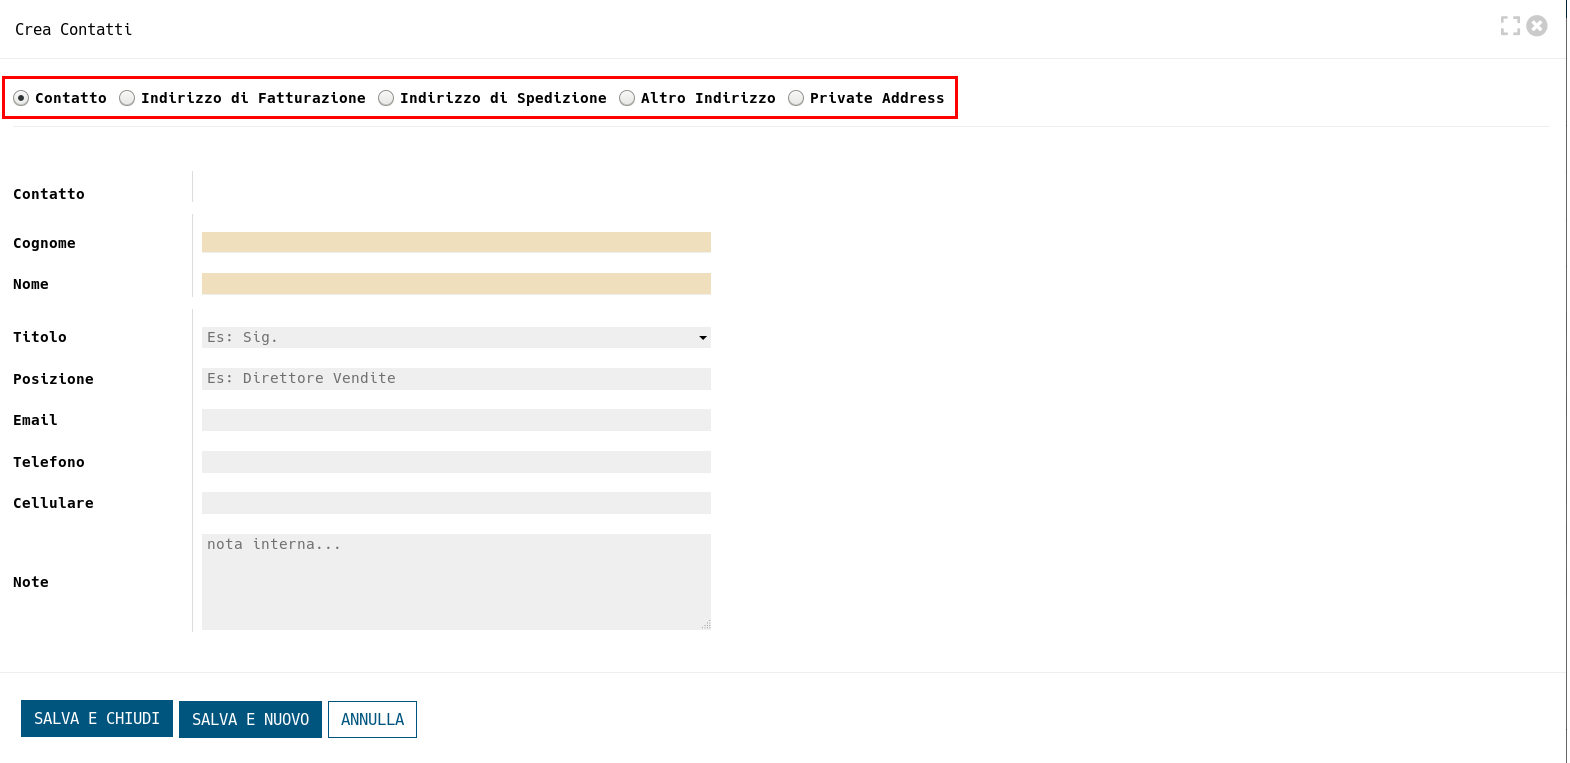 Crea Contatti
Contatto Indirizzo di Fatturazione Indirizzo di Spedizione Altro Indirizzo Private Address
Contatto
Cognome
Nome
Titolo Es: Sig.
Posizione Es: Direttore Vendite
Email
Telefono
Cellulare
nota interna...
Note
SALVA E CHIUDI SALVA E NUOVO ANNULLA